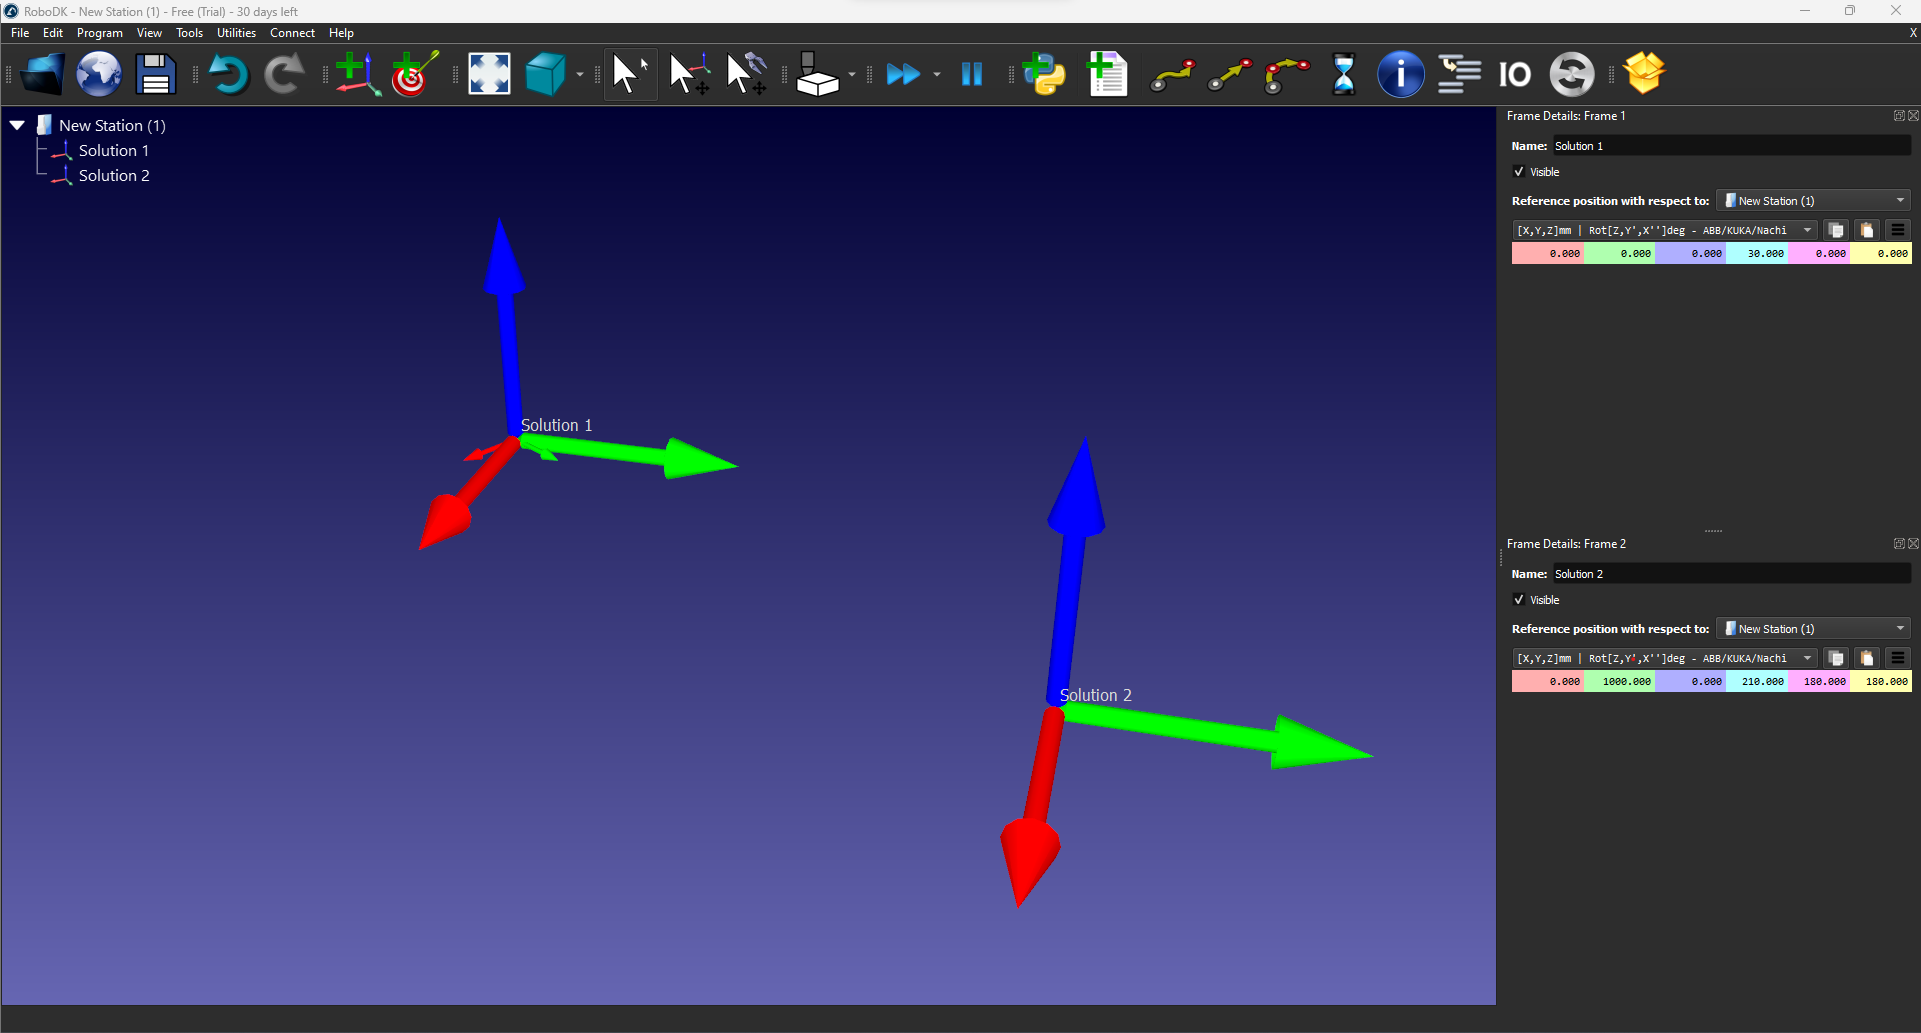 RoboDK - New Station (1) - Free (Trial) - 30 days left
File Edit Program View Tools Utilities Connect Help X
IO
New Station (1)
Solution 1
Solution 2
Solution 1
Solution 2
Frame Details: Frame 1
Name: Solution 1
Visible
Reference position with respect to: New Station (1)
[X,Y,Z]mm | Rot[Z,Y',X'']deg - ABB/KUKA/Nachi
0.000 0.000 0.000 30.000 0.000 0.000
Frame Details: Frame 2
Name: Solution 2
Visible
Reference position with respect to: New Station (1)
[X,Y,Z]mm | Rot[Z,Y',X'']deg - ABB/KUKA/Nachi
0.000 1000.000 0.000 210.000 180.000 180.000